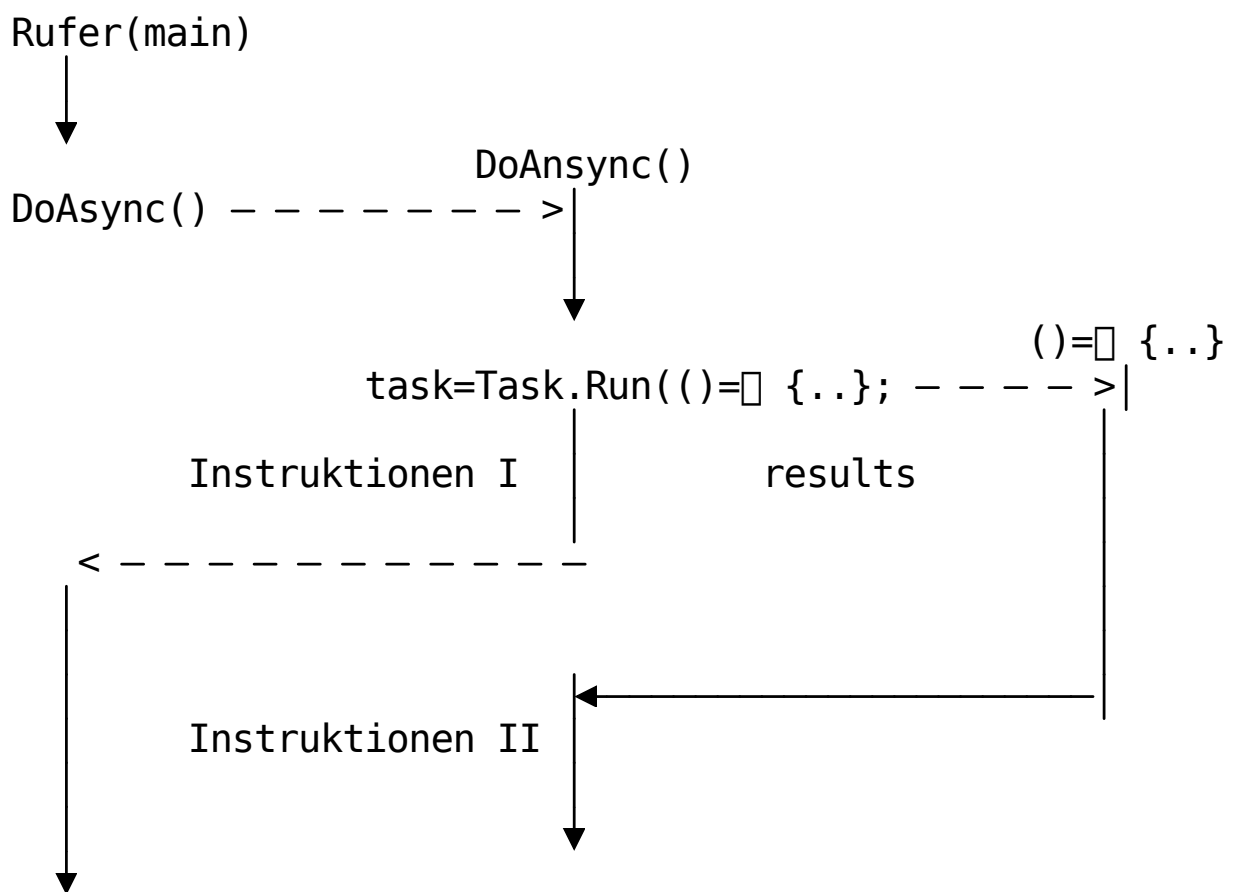 Rufer(main)
DoAnsync()
DoAsync() – – – – – – – >
()=▯ {..}
task=Task.Run(()=▯ {..}; – – – – >
Instruktionen I results
< – – – – – – – – – – –
Instruktionen II